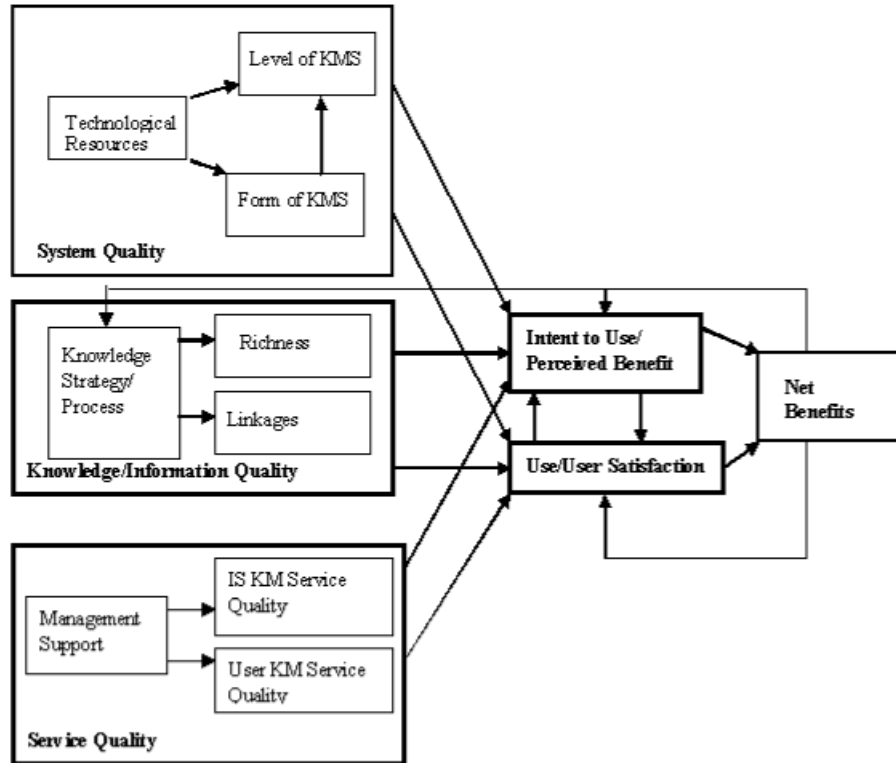 Level of KMS
Technological
Resources
Form of KMS
System Quality
Knowledge
Strategy/
Process
Richness
Linkages
Knowledge/Information Quality
Intent to Use/
Perceived Benefit
Use/User Satisfaction
Net
Benefits
Management
Support
IS KM Service
Quality
User KM Service
Quality
Service Quality